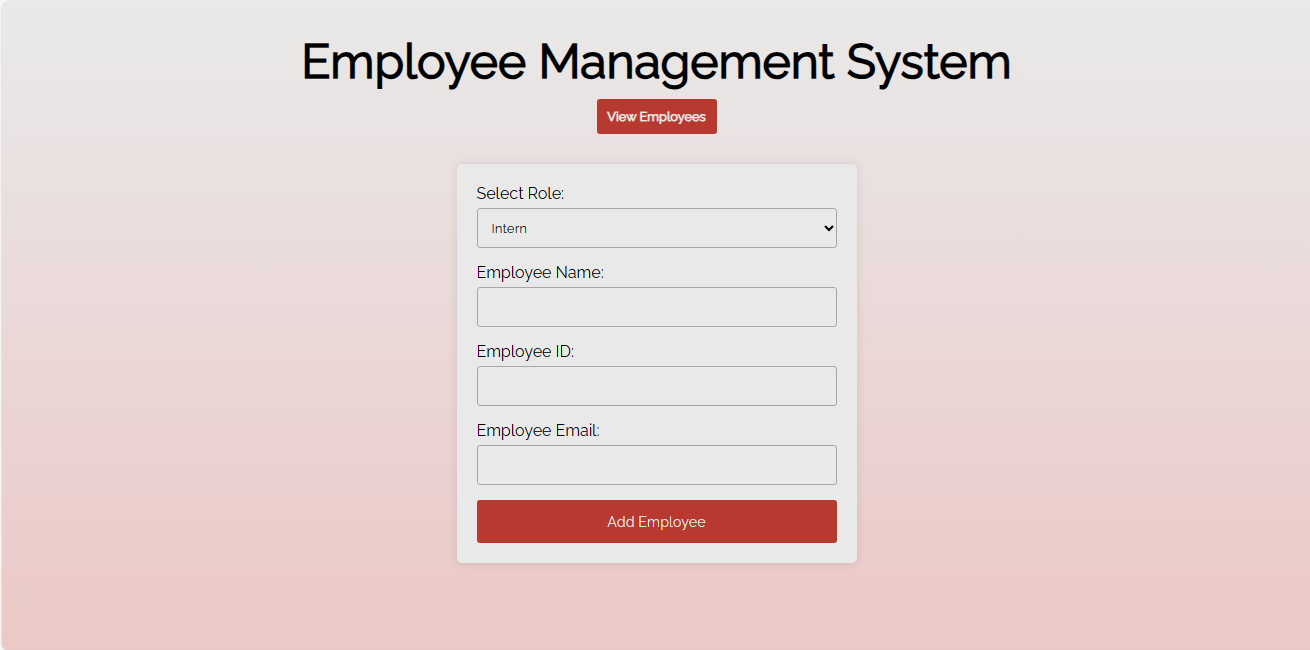 Employee Management System
View Employees
Select Role:
Intern
Employee Name:
Employee ID:
Employee Email:
Add Employee